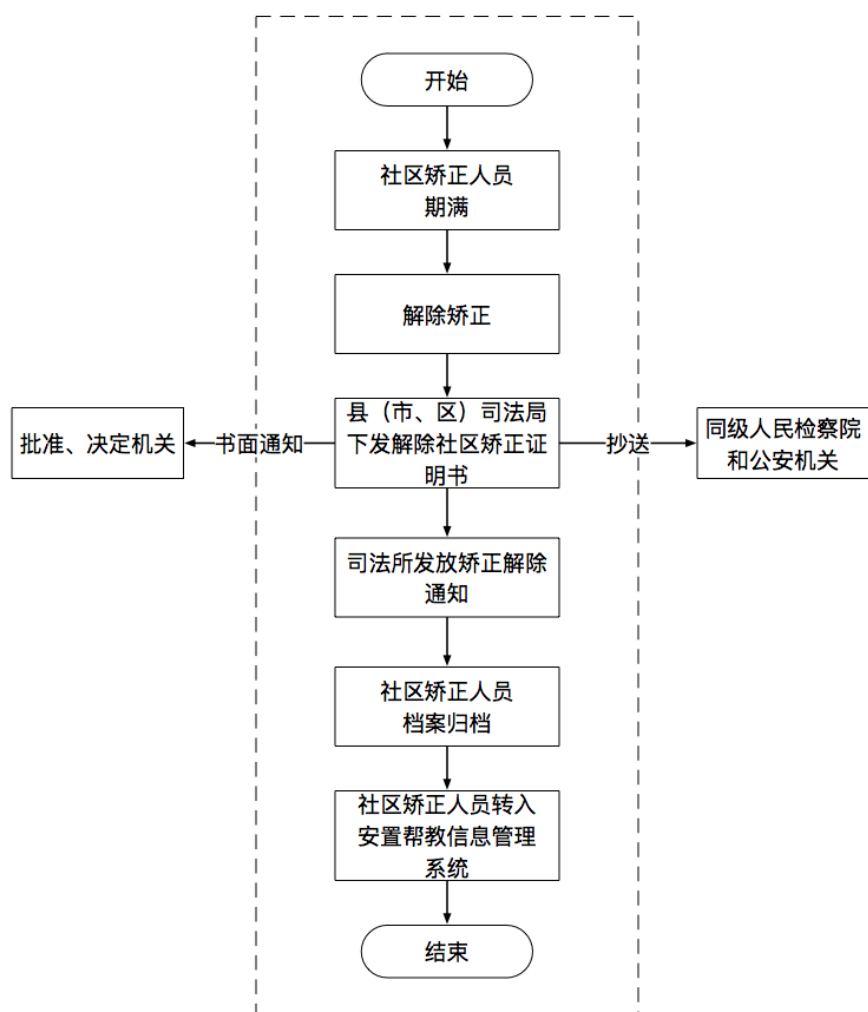 开始
社区矫正人员
期满
解除矫正
县（市、区）司法局
下发解除社区矫正证
明书
批准、决定机关
书面通知
抄送
同级人民检察院
和公安机关
司法所发放矫正解除
通知
社区矫正人员
档案归档
社区矫正人员转入
安置帮教信息管理
系统
结束